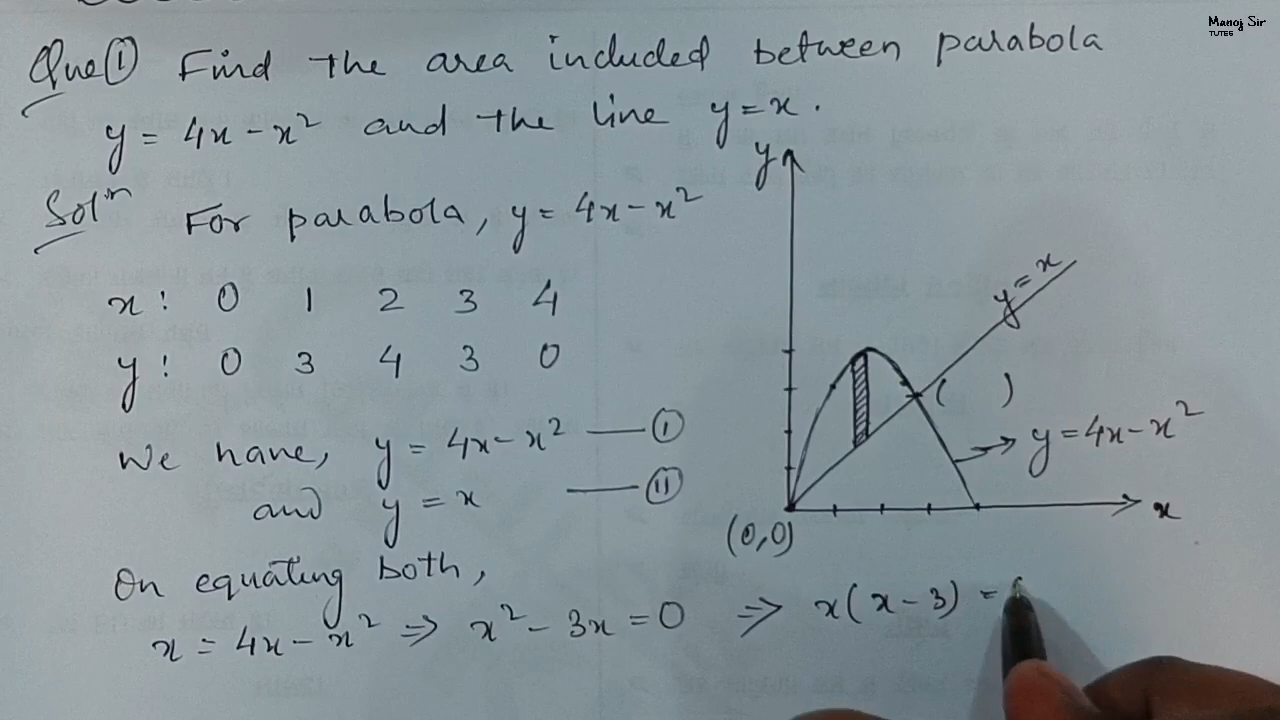 Manoj Sir
TUTES
Que ① Find the area included between parabola
y = 4x - x² and the line y = x.
Solⁿ For parabola, y = 4x - x²
x : 0 1 2 3 4
y : 0 3 4 3 0
We have, y = 4x - x² — Ⓘ
and y = x — Ⓘ Ⓘ
On equating both,
x = 4x - x² ⇒ x² - 3x = 0 ⇒ x(x - 3) =
y
y = x
( )
→ y = 4x - x²
x
(0,0)